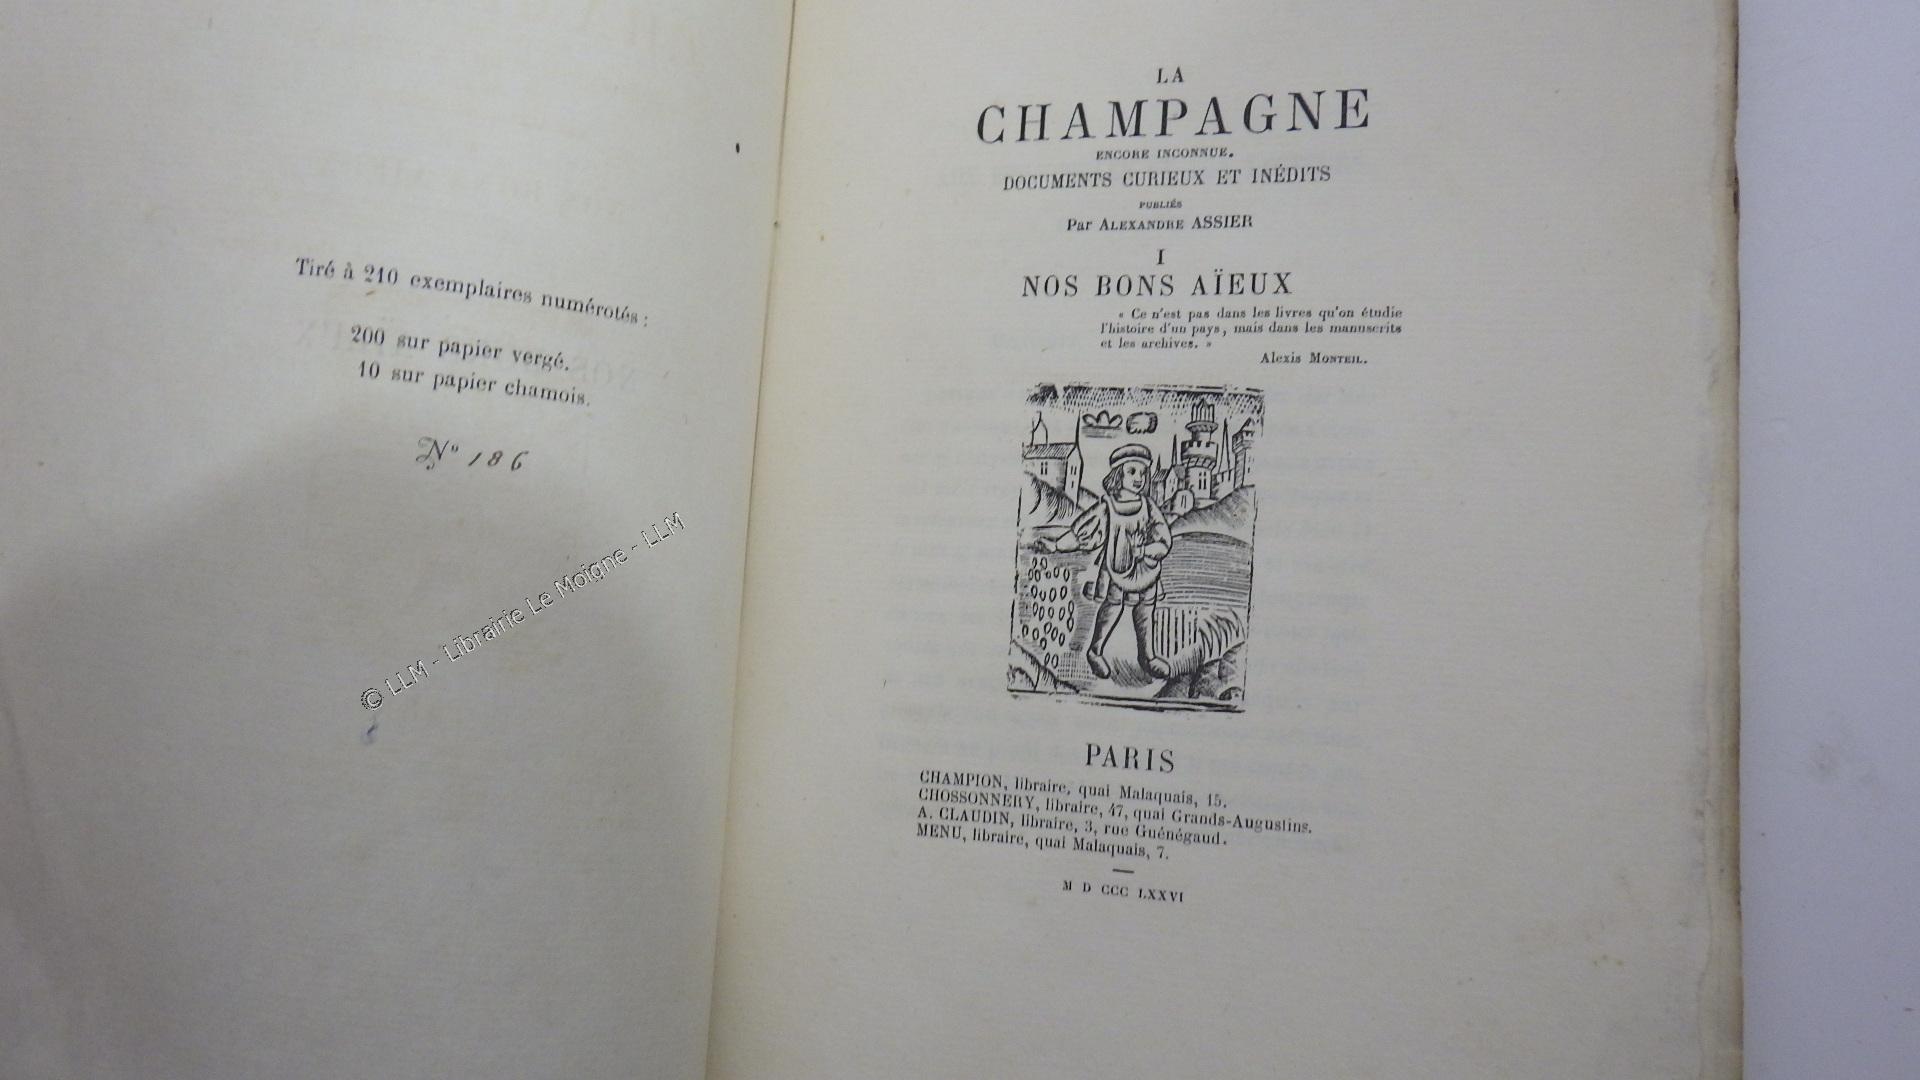 Tiré à 210 exemplaires numérotés :
200 sur papier vergé.
10 sur papier chamois.
N° 186
© LLM - Librairie Le Moigne - LLM
LA
CHAMPAGNE
ENCORE INCONNUE.
DOCUMENTS CURIEUX ET INÉDITS
PUBLIÉS
Par ALEXANDRE ASSIER
I
NOS BONS AÏEUX
« Ce n'est pas dans les livres qu'on étudie
l'histoire d'un pays, mais dans les manuscrits
et les archives. »
Alexis MONTEIL.
PARIS
CHAMPION, libraire, quai Malaquais, 15.
CHOSSONNERY, libraire, 47, quai Grands-Augustins.
A. CLAUDIN, libraire, 3, rue Guénégaud.
MENU, libraire, quai Malaquais, 7.
M D CCC LXXVI